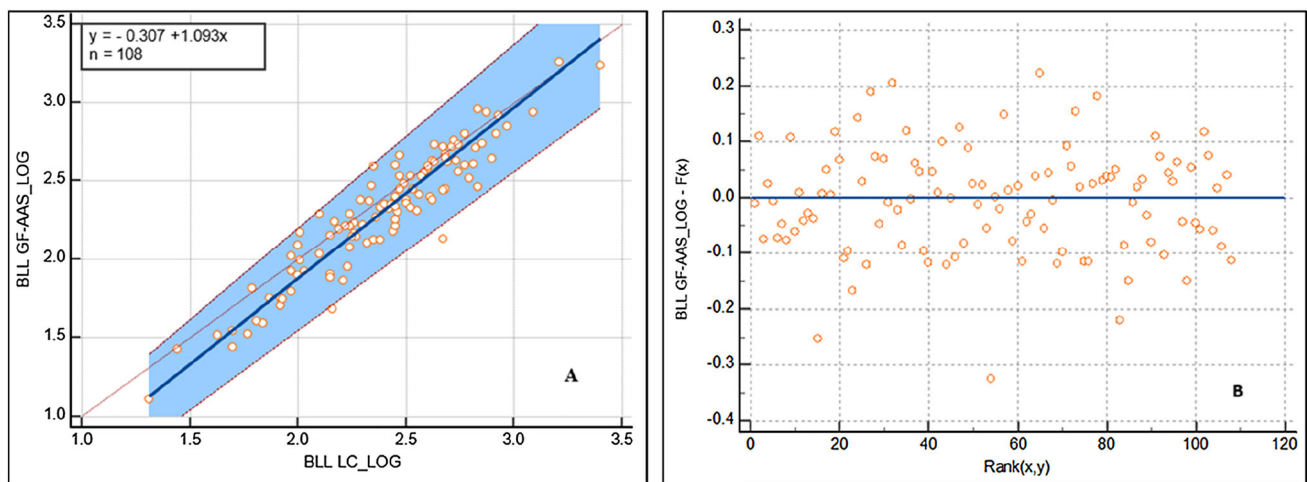 y = - 0.307 +1.093x
n = 108
BLL GF-AAS_LOG
3.5
3.0
2.5
2.0
1.5
1.0
1.0 1.5 2.0 2.5 3.0 3.5
BLL LC_LOG
A
BLL GF-AAS_LOG - F(x)
0.3
0.2
0.1
0.0
-0.1
-0.2
-0.3
-0.4
0 20 40 60 80 100 120
Rank(x,y)
B